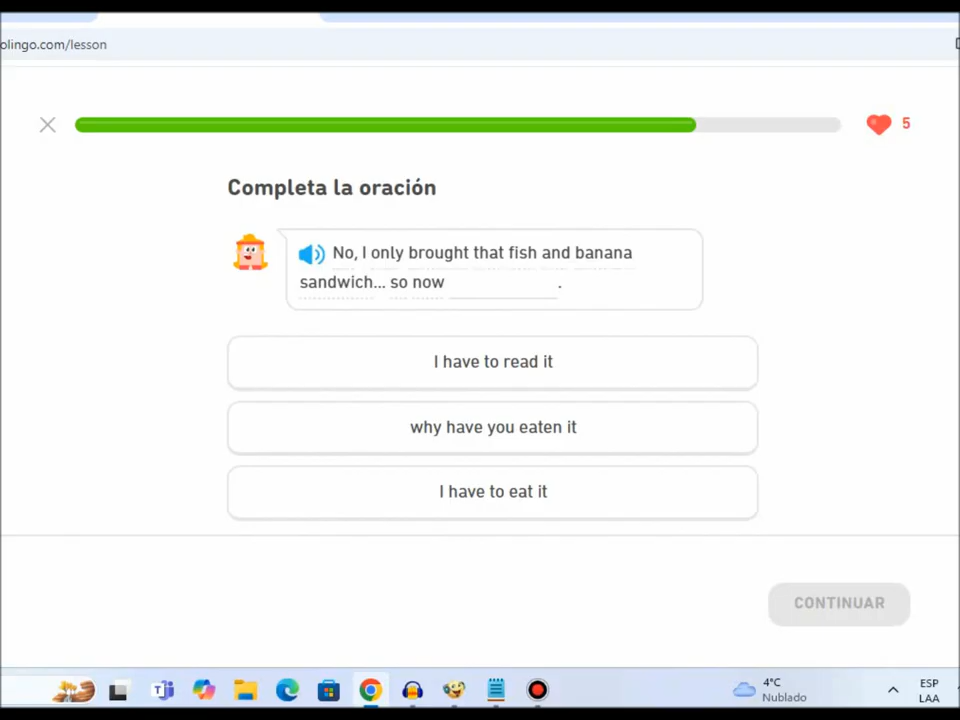 olingo.com/lesson
5
Completa la oración
No, I only brought that fish and banana
sandwich... so now ____________.
I have to read it
why have you eaten it
I have to eat it
CONTINUAR
4°C
Nublado
ESP
LAA